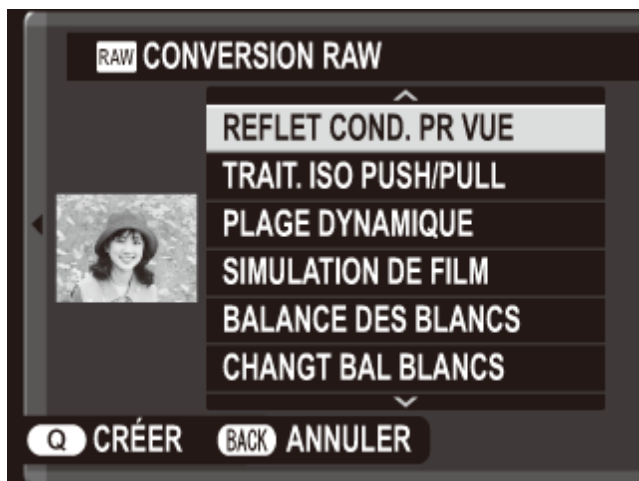 RAW CONVERSION RAW
REFLET COND. PR VUE
TRAIT. ISO PUSH/PULL
PLAGE DYNAMIQUE
SIMULATION DE FILM
BALANCE DES BLANCS
CHANGT BAL BLANCS
Q CRÉER BACK ANNULER